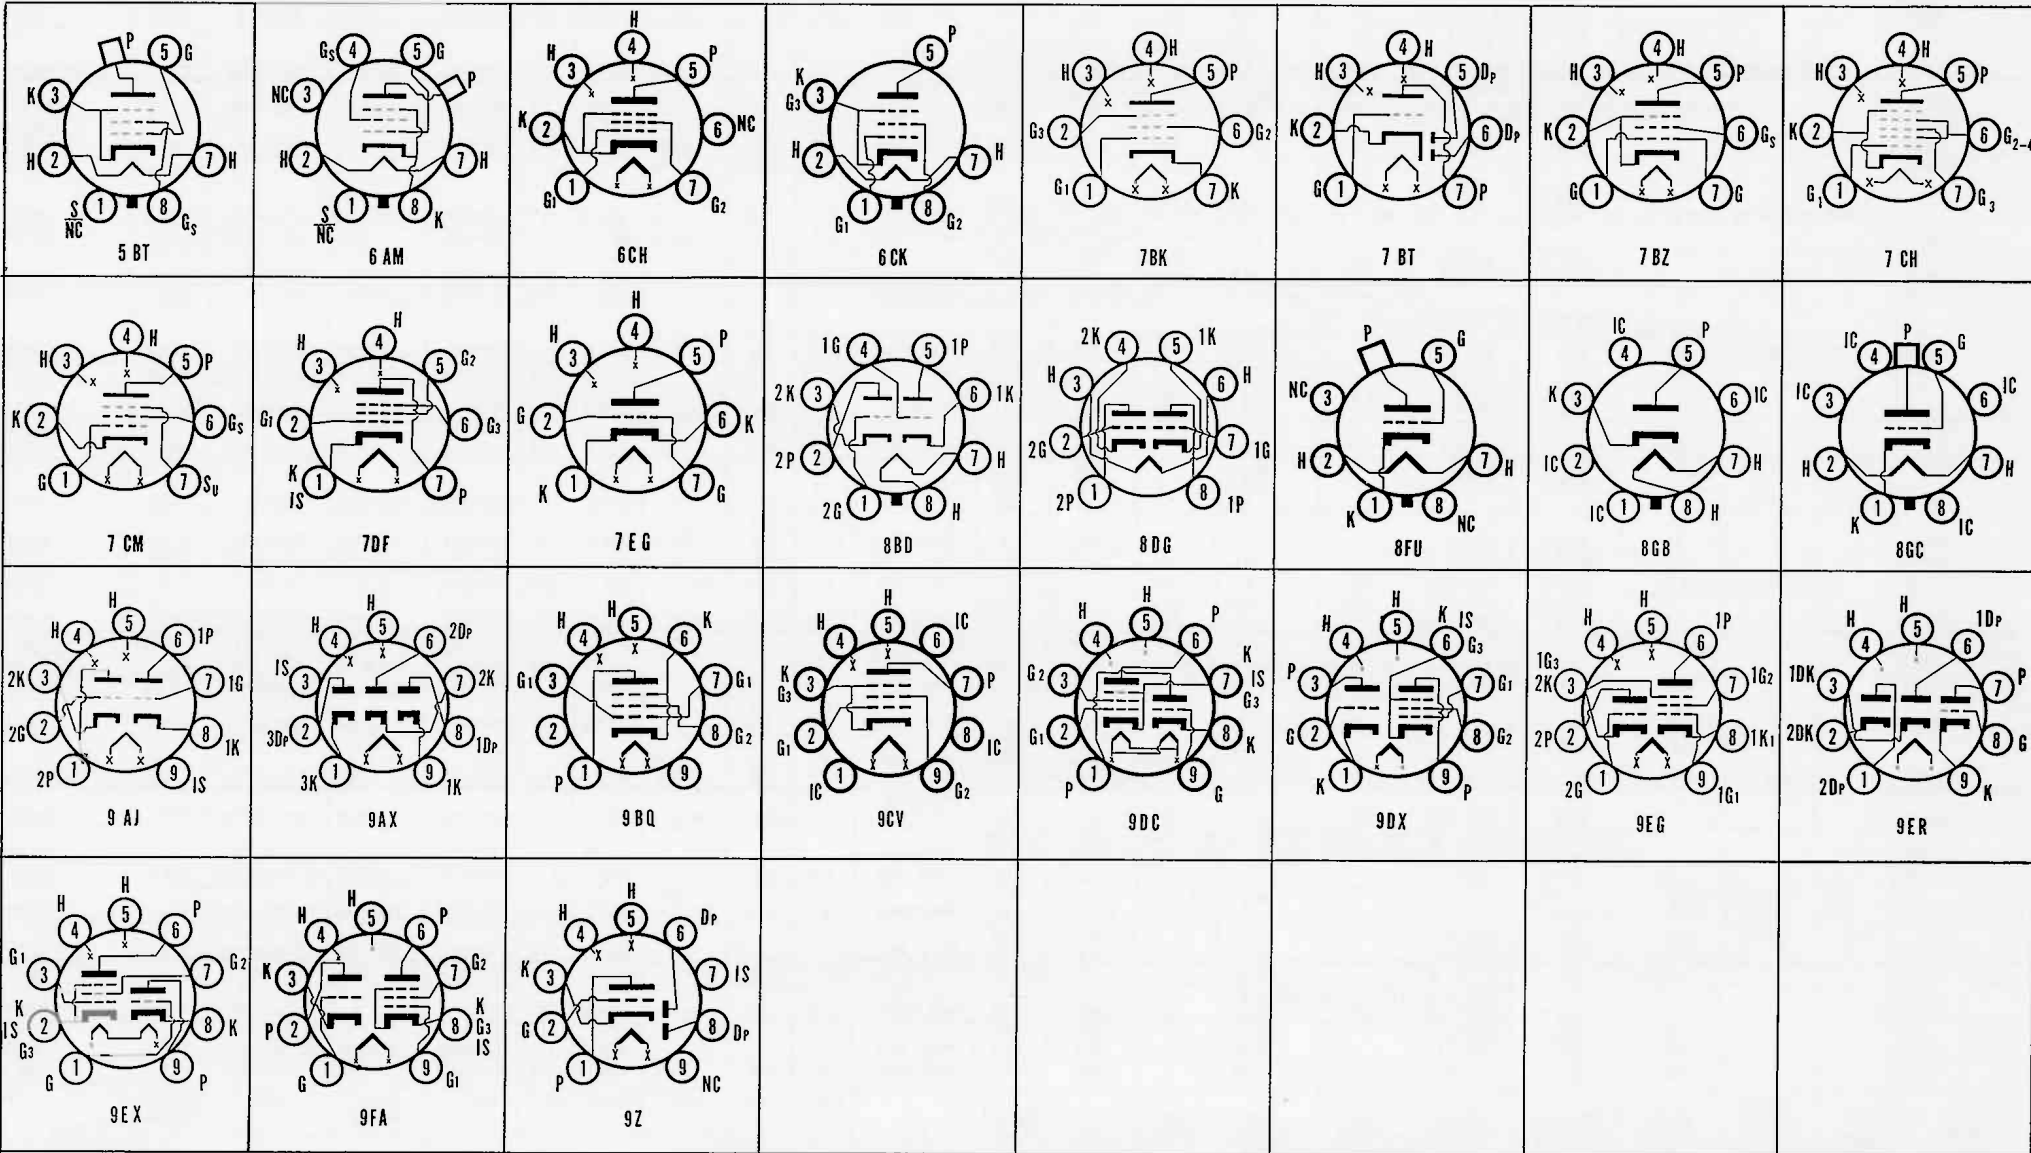 P 5 G
K 3
H 2 7 H
S/NC 1 8 Gs
5 BT
Gs 4 5 G
P
NC 3
H 2 7 H
S/NC 1 8 K
6 AM
H
H 3 4 5 P
K 2 6 NC
G1 1 7 G2
6CH
P
5
K
G3 3
H 2 7 H
G1 1 8 G2
6CK
4 H
H 3 5 P
G3 2 6 G2
G1 1 7 K
7BK
4 H
H 3 5 DP
K 2 6 DP
G 1 7 P
7 BT
4 H
H 3 5 P
K 2 6 Gs
G 1 7 G
7 BZ
4 H
H 3 5 P
K 2 6 G2-4
G1 1 7 G3
7 CH
4 H
H 3 5 P
K 2 6 Gs
G 1 7 SU
7 CM
H
H 3 4 5 G2
G1 2 6 G3
K
IS 1 7 P
7DF
H
H 3 4 5 P
G 2 6 K
K 1 7 G
7EG
1G 4 5 1P
2K 3 6 1K
2P 2 7 H
2G 1 8 H
8BD
2K 4 5 1K
H 3 6 H
2G 2 7 1G
2P 1 8 1P
8DG
P 5 G
NC 3
H 2 7 H
K 1 8 NC
8FU
IC 4 5 P
K 3 6 IC
IC 2 7 H
IC 1 8 H
8GB
P
IC 4 5 G
IC 3 6 IC
H 2 7 H
K 1 8 IC
8GC
H
H 4 5 6 1P
2K 3 7 1G
2G 2 8 1K
2P 1 9 IS
9 AJ
H
H 4 5 6 2DP
IS 3 7 2K
3DP 2 8 1DP
3K 1 9 1K
9AX
H
H 4 5 6 K
G1 3 7 G1
2 8 G2
P 1 9
9BQ
H
H 4 5 6 IC
K
G3 3 7 P
G1 2 8 IC
IC 1 9 G2
9CV
H
H 4 5 6 P
G2 3 7 K IS G3
G1 2 8 K
P 1 9 G
9DC
H
H 4 5 6 K IS G3
P 3 7 G1
G 2 8 G2
K 1 9 P
9DX
H
H 4 5 6 1P
1G3
2K 3 7 1G2
2P 2 8 1K1
2G 1 9 1G1
9EG
H
H 4 5 6 1DP
1DK 3 7 P
2DK 2 8 G
2DP 1 9 K
9ER
H
H 4 5 6 P
G1 3 7 G2
K
IS 2 8 K
G3
G 1 9 P
9EX
H
H 4 5 6 P
K 3 7 G2
P 2 8 K G3 IS
G 1 9 G1
9FA
H
H 4 5 6 DP
K 3 7 IS
G 2 8 DP
P 1 9 NC
9Z